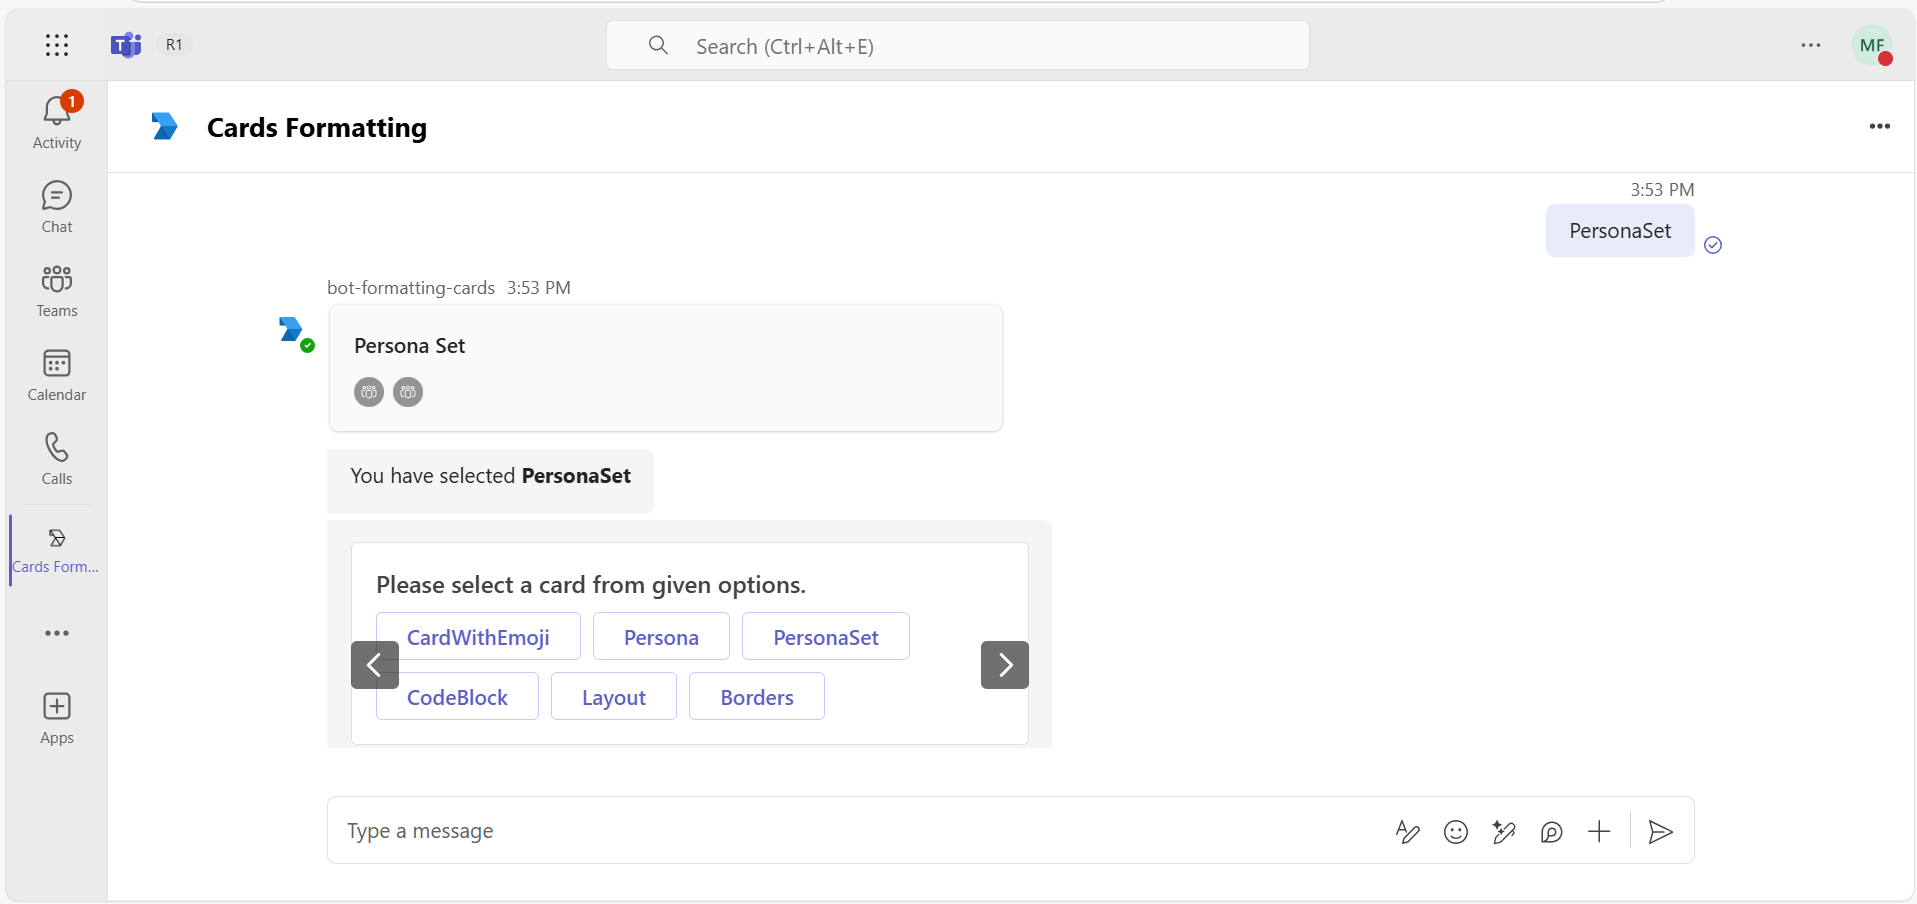 R1
Search (Ctrl+Alt+E)
MF
1
Activity
Chat
Teams
Calendar
Calls
Cards Form...
Apps
Cards Formatting
3:53 PM
PersonaSet
bot-formatting-cards 3:53 PM
Persona Set
You have selected PersonaSet
Please select a card from given options.
CardWithEmoji Persona PersonaSet
CodeBlock Layout Borders
Type a message